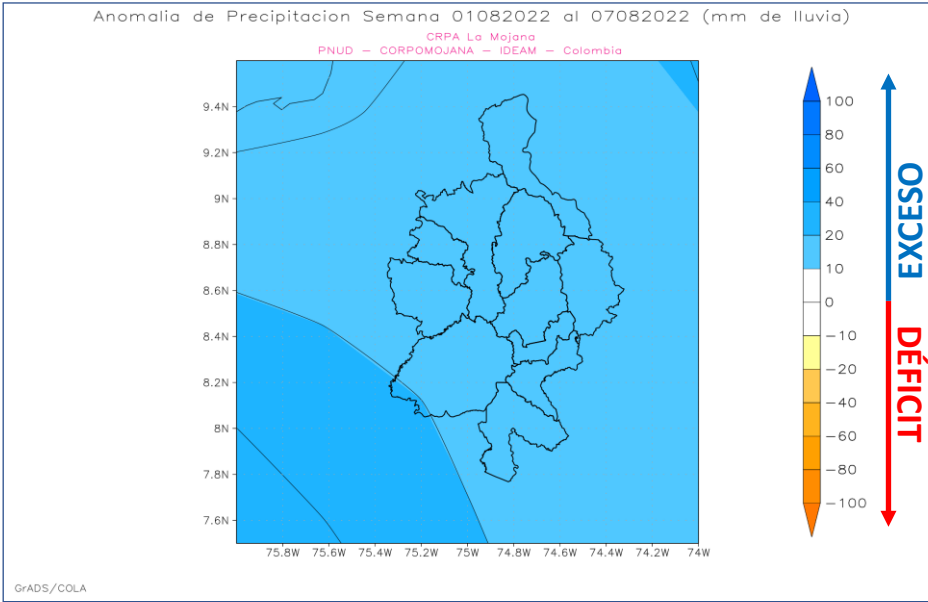 Anomalia de Precipitacion Semana 01082022 al 07082022 (mm de lluvia)
CRPA La Mojana
PNUD – CORPOMOJANA – IDEAM – Colombia
9.4N
9.2N
9N
8.8N
8.6N
8.4N
8.2N
8N
7.8N
7.6N
75.8W 75.6W 75.4W 75.2W 75W 74.8W 74.6W 74.4W 74.2W 74W
100
80
60
40
20
10
0
−10
−20
−40
−60
−80
−100
EXCESO
DÉFICIT
GrADS/COLA